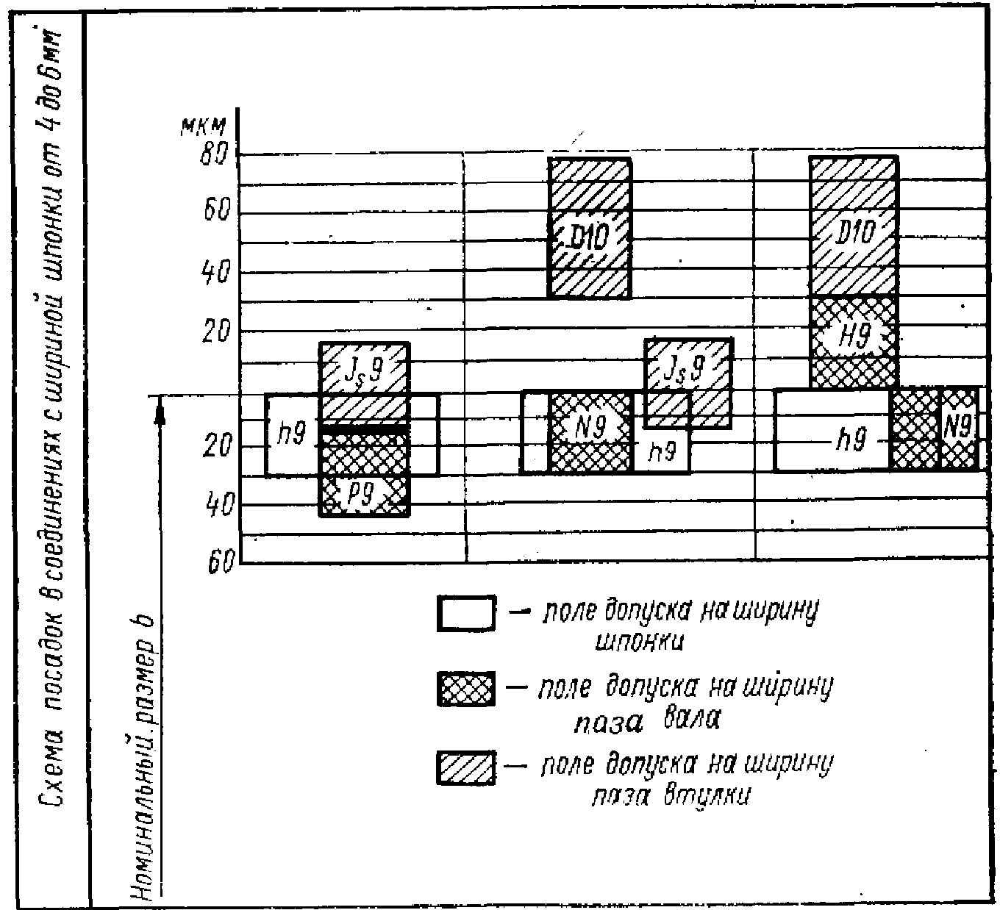 Схема посадок в соединениях с шириной шпонки от 4 до 6 мм
Номинальный размер b
мкм
80
60
40
20
20
40
60
Js9
h9
P9
D10
Js9
N9
h9
D10
H9
h9
N9
— поле допуска на ширину
шпонки
— поле допуска на ширину
паза вала
— поле допуска на ширину
паза втулки